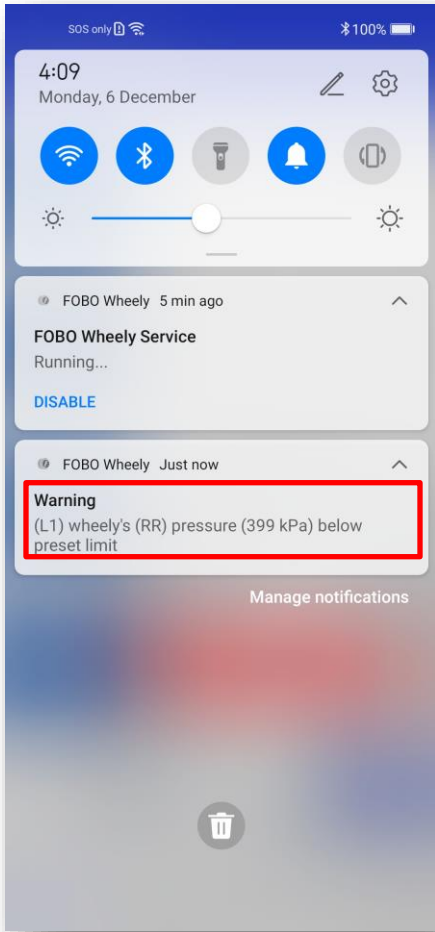 SOS only
100%
4:09
Monday, 6 December
FOBO Wheely 5 min ago
FOBO Wheely Service
Running...
DISABLE
FOBO Wheely Just now
Warning
(L1) wheely's (RR) pressure (399 kPa) below
preset limit
Manage notifications